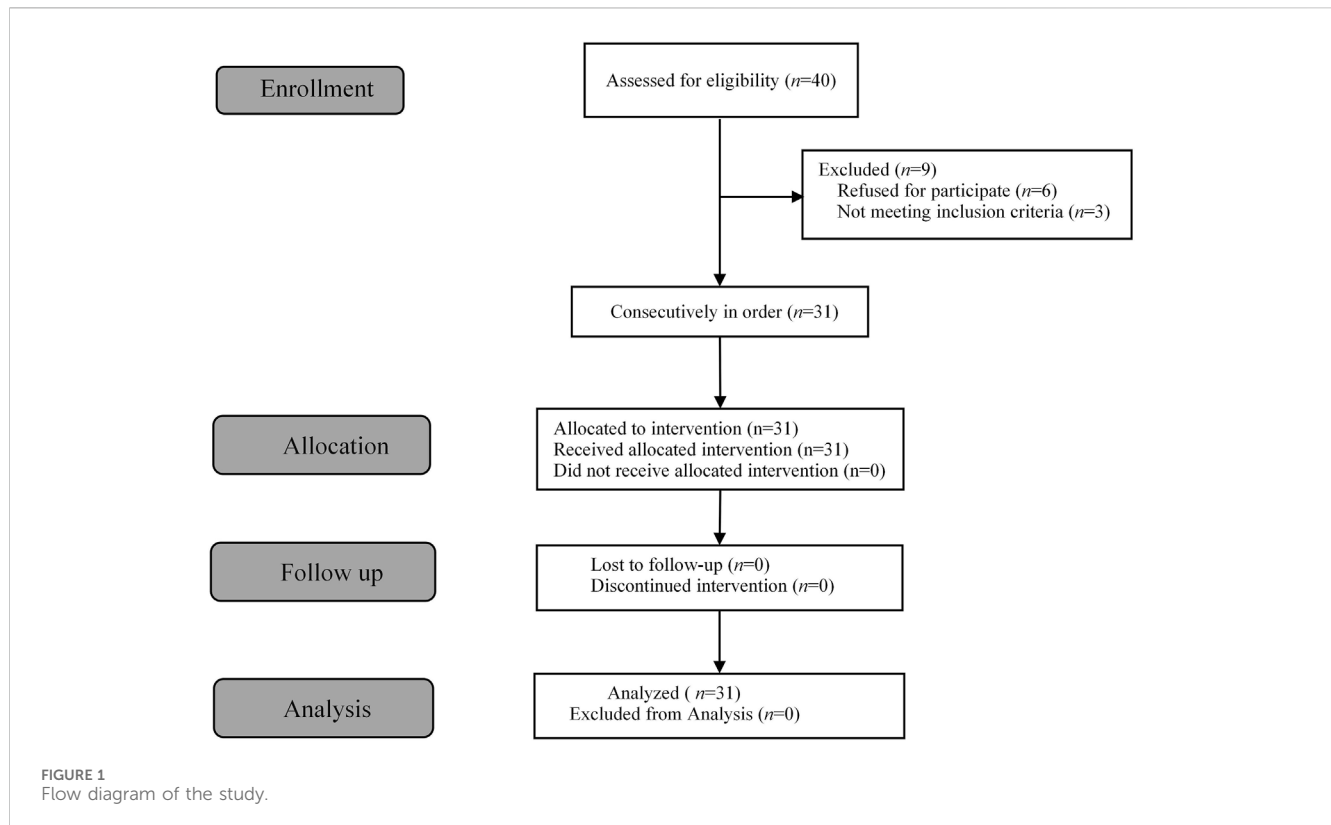 Enrollment
Assessed for eligibility (n=40)
Excluded (n=9)
Refused for participate (n=6)
Not meeting inclusion criteria (n=3)
Consecutively in order (n=31)
Allocation
Allocated to intervention (n=31)
Received allocated intervention (n=31)
Did not receive allocated intervention (n=0)
Follow up
Lost to follow-up (n=0)
Discontinued intervention (n=0)
Analysis
Analyzed ( n=31)
Excluded from Analysis (n=0)
FIGURE 1
Flow diagram of the study.